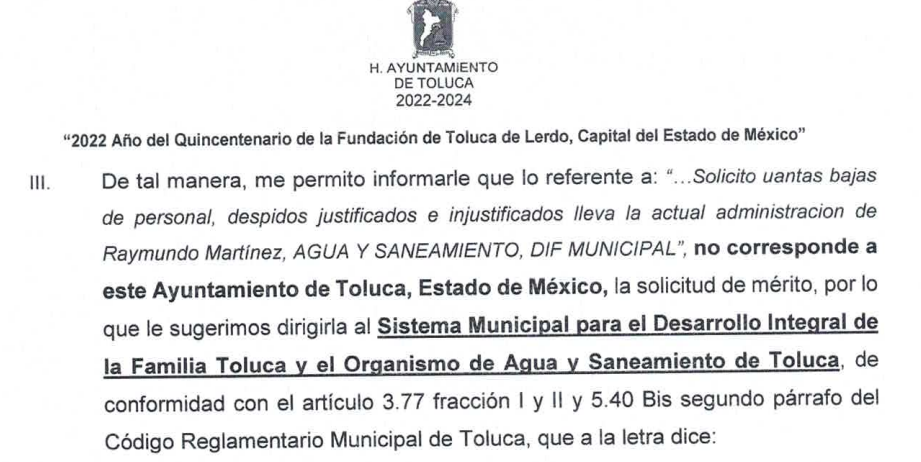 H. AYUNTAMIENTO
DE TOLUCA
2022-2024
“2022 Año del Quincentenario de la Fundación de Toluca de Lerdo, Capital del Estado de México”
III. De tal manera, me permito informarle que lo referente a: “...Solicito uantas bajas
de personal, despidos justificados e injustificados lleva la actual administracion de
Raymundo Martínez, AGUA Y SANEAMIENTO, DIF MUNICIPAL”, no corresponde a
este Ayuntamiento de Toluca, Estado de México, la solicitud de mérito, por lo
que le sugerimos dirigirla al Sistema Municipal para el Desarrollo Integral de
la Familia Toluca y el Organismo de Agua y Saneamiento de Toluca, de
conformidad con el artículo 3.77 fracción I y II y 5.40 Bis segundo párrafo del
Código Reglamentario Municipal de Toluca, que a la letra dice: